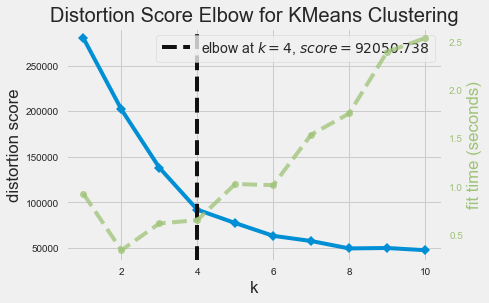 Distortion Score Elbow for KMeans Clustering
elbow at k = 4, score = 92050.738
distortion score
250000
200000
150000
100000
50000
2.5
2.0
1.5
1.0
0.5
fit time (seconds)
2 4 6 8 10
k